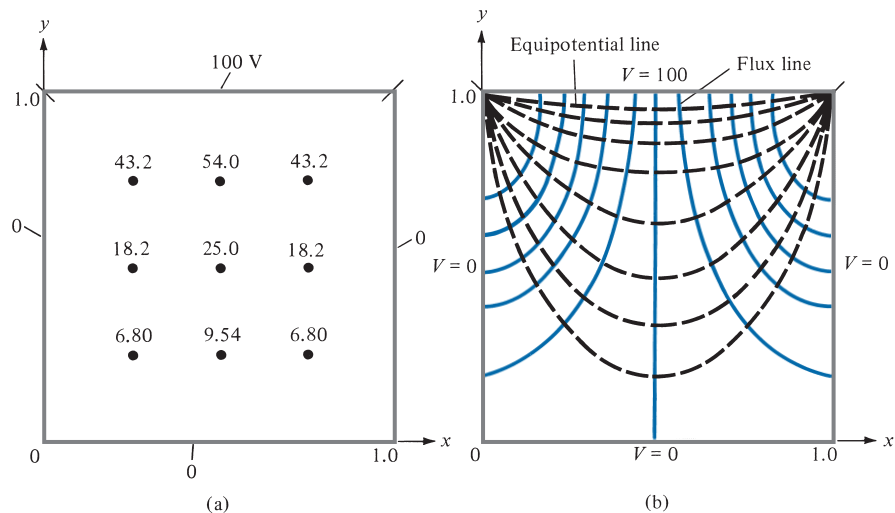 y
100 V
1.0
43.2 54.0 43.2
0
0
18.2 25.0 18.2
6.80 9.54 6.80
x
0
0
1.0
(a)
y
Equipotential line
V = 100
Flux line
1.0
V = 0
V = 0
x
0
V = 0
1.0
(b)